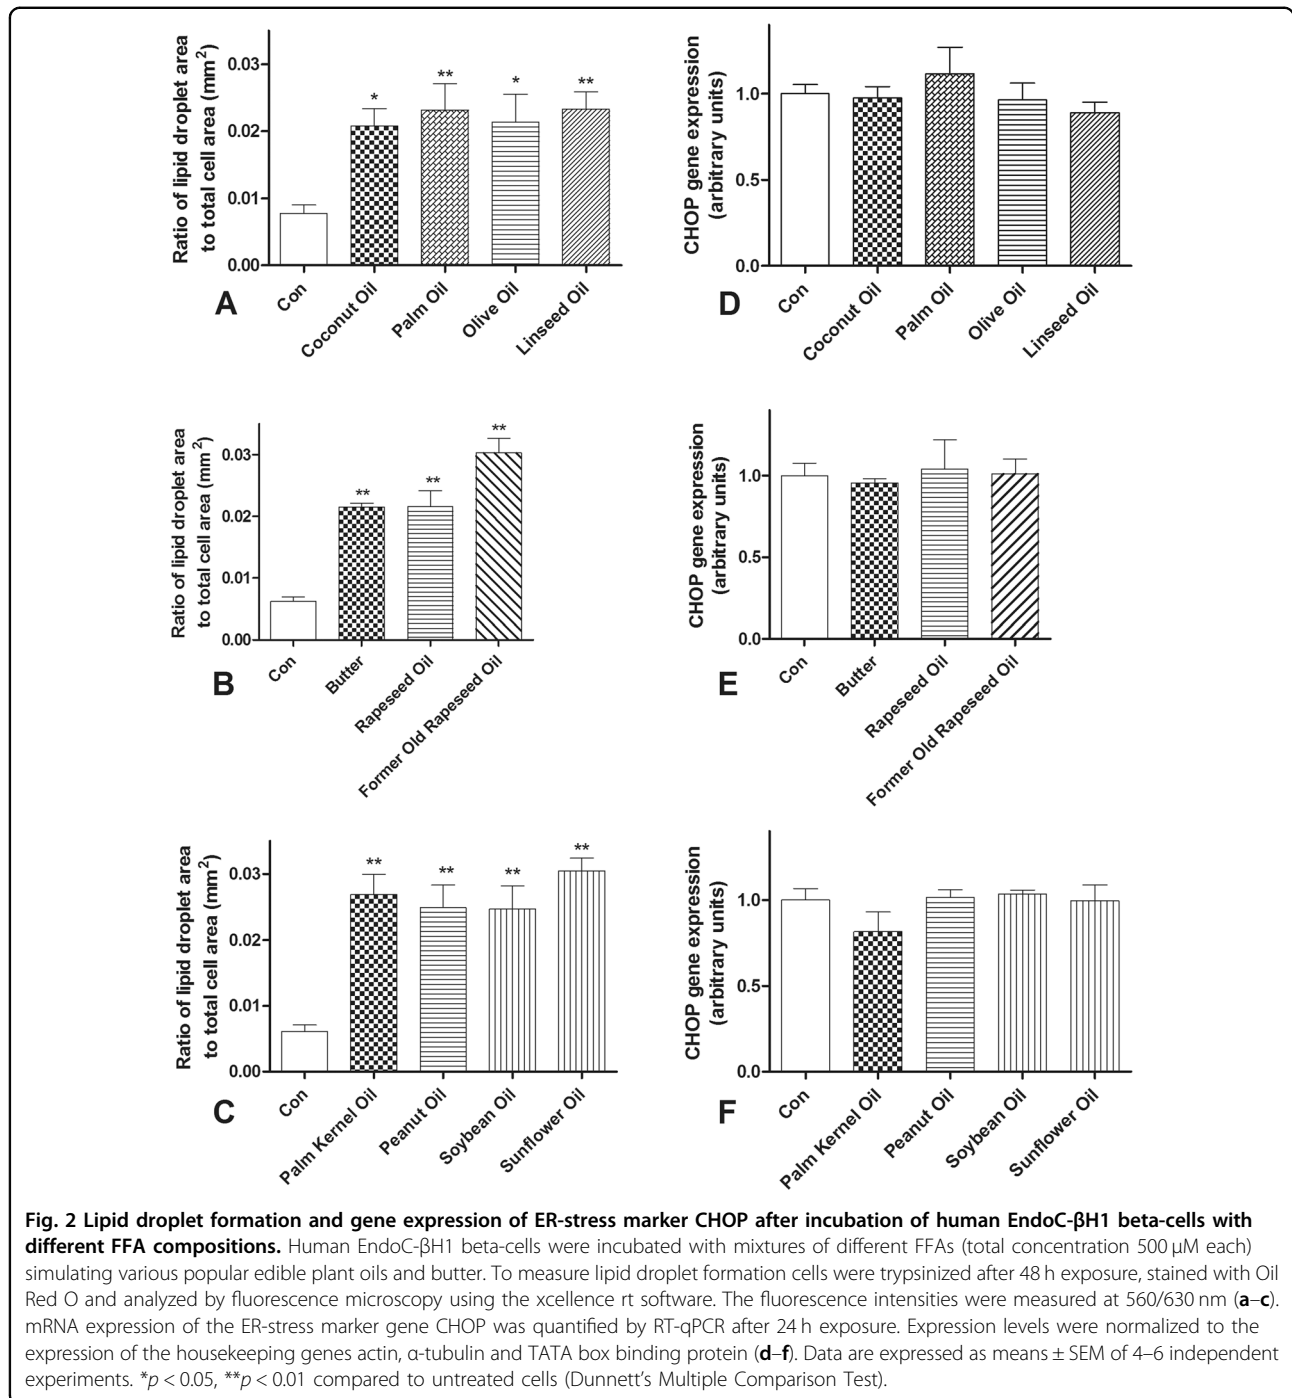 Ratio of lipid droplet area
to total cell area (mm²)
0.03
0.02
0.01
0.00
*
**
*
**
Con
Coconut Oil
Palm Oil
Olive Oil
Linseed Oil
A
CHOP gene expression
(arbitrary units)
1.0
0.5
0.0
Con
Coconut Oil
Palm Oil
Olive Oil
Linseed Oil
D
Ratio of lipid droplet area
to total cell area (mm²)
0.03
0.02
0.01
0.00
**
**
**
Con
Butter
Rapeseed Oil
Former Old Rapeseed Oil
B
CHOP gene expression
(arbitrary units)
1.0
0.5
0.0
Con
Butter
Rapeseed Oil
Former Old Rapeseed Oil
E
Ratio of lipid droplet area
to total cell area (mm²)
0.03
0.02
0.01
0.00
**
**
**
**
Con
Palm Kernel Oil
Peanut Oil
Soybean Oil
Sunflower Oil
C
CHOP gene expression
(arbitrary units)
1.0
0.5
0.0
Con
Palm Kernel Oil
Peanut Oil
Soybean Oil
Sunflower Oil
F
Fig. 2 Lipid droplet formation and gene expression of ER-stress marker CHOP after incubation of human EndoC-βH1 beta-cells with
different FFA compositions. Human EndoC-βH1 beta-cells were incubated with mixtures of different FFAs (total concentration 500 µM each)
simulating various popular edible plant oils and butter. To measure lipid droplet formation cells were trypsinized after 48 h exposure, stained with Oil
Red O and analyzed by fluorescence microscopy using the xcellence rt software. The fluorescence intensities were measured at 560/630 nm (a–c).
mRNA expression of the ER-stress marker gene CHOP was quantified by RT-qPCR after 24 h exposure. Expression levels were normalized to the
expression of the housekeeping genes actin, α-tubulin and TATA box binding protein (d–f). Data are expressed as means ± SEM of 4–6 independent
experiments. *p < 0.05, **p < 0.01 compared to untreated cells (Dunnett's Multiple Comparison Test).